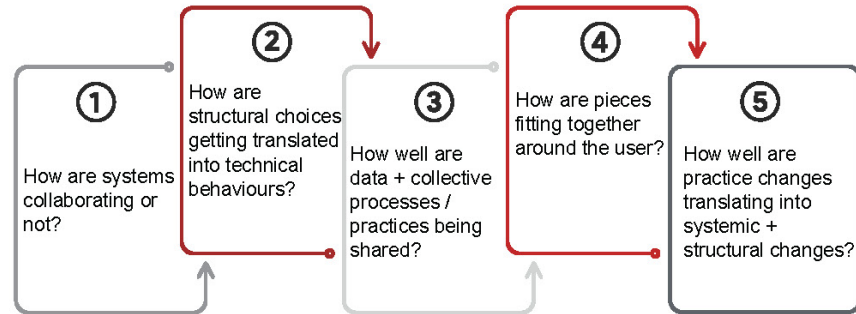 1
How are systems
collaborating or
not?
2
How are
structural choices
getting translated
into technical
behaviours?
3
How well are
data + collective
processes /
practices being
shared?
4
How are pieces
fitting together
around the user?
5
How well are
practice changes
translating into
systemic +
structural changes?